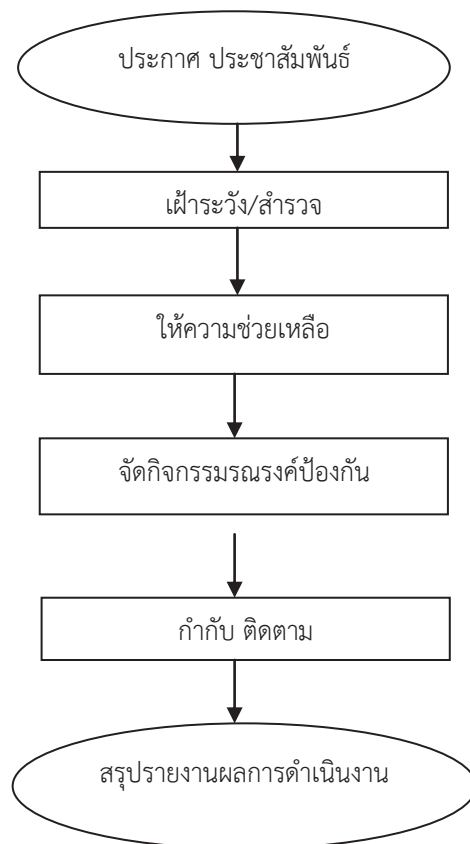 ประกาศ ประชาสัมพันธ์
เฝ้าระวัง/สำรวจ
ให้ความช่วยเหลือ
จัดกิจกรรมรณรงค์ป้องกัน
กำกับ ติดตาม
สรุปรายงานผลการดำเนินงาน